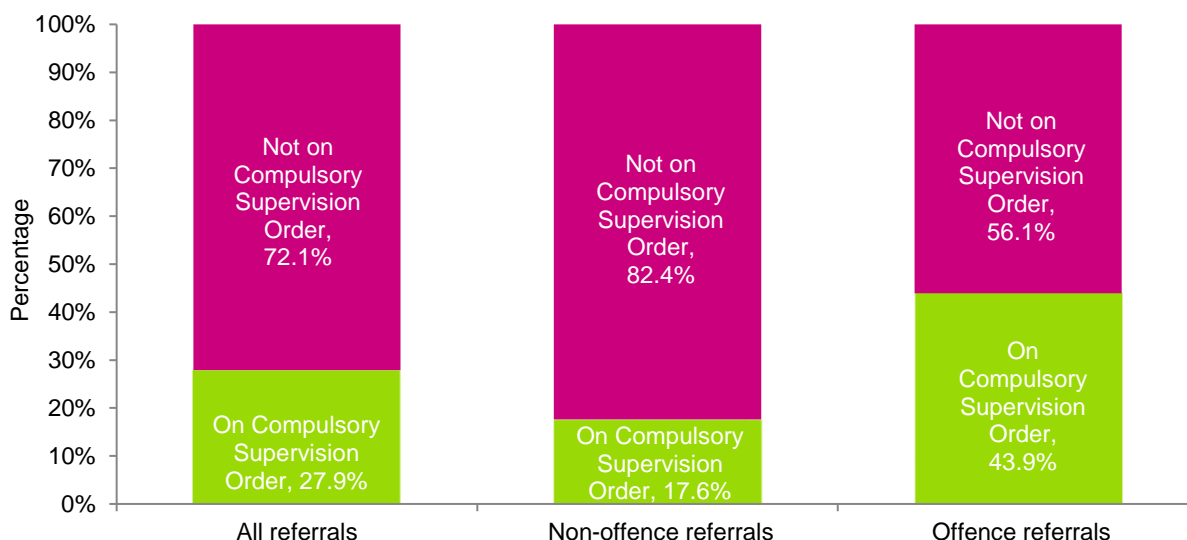 100%
90%
80%
70%
60%
50%
40%
30%
20%
10%
0%
Percentage
Not on
Compulsory
Supervision
Order,
72.1%
On Compulsory
Supervision
Order, 27.9%
Not on
Compulsory
Supervision
Order,
82.4%
On Compulsory
Supervision
Order, 17.6%
Not on
Compulsory
Supervision
Order,
56.1%
On
Compulsory
Supervision
Order,
43.9%
All referrals
Non-offence referrals
Offence referrals